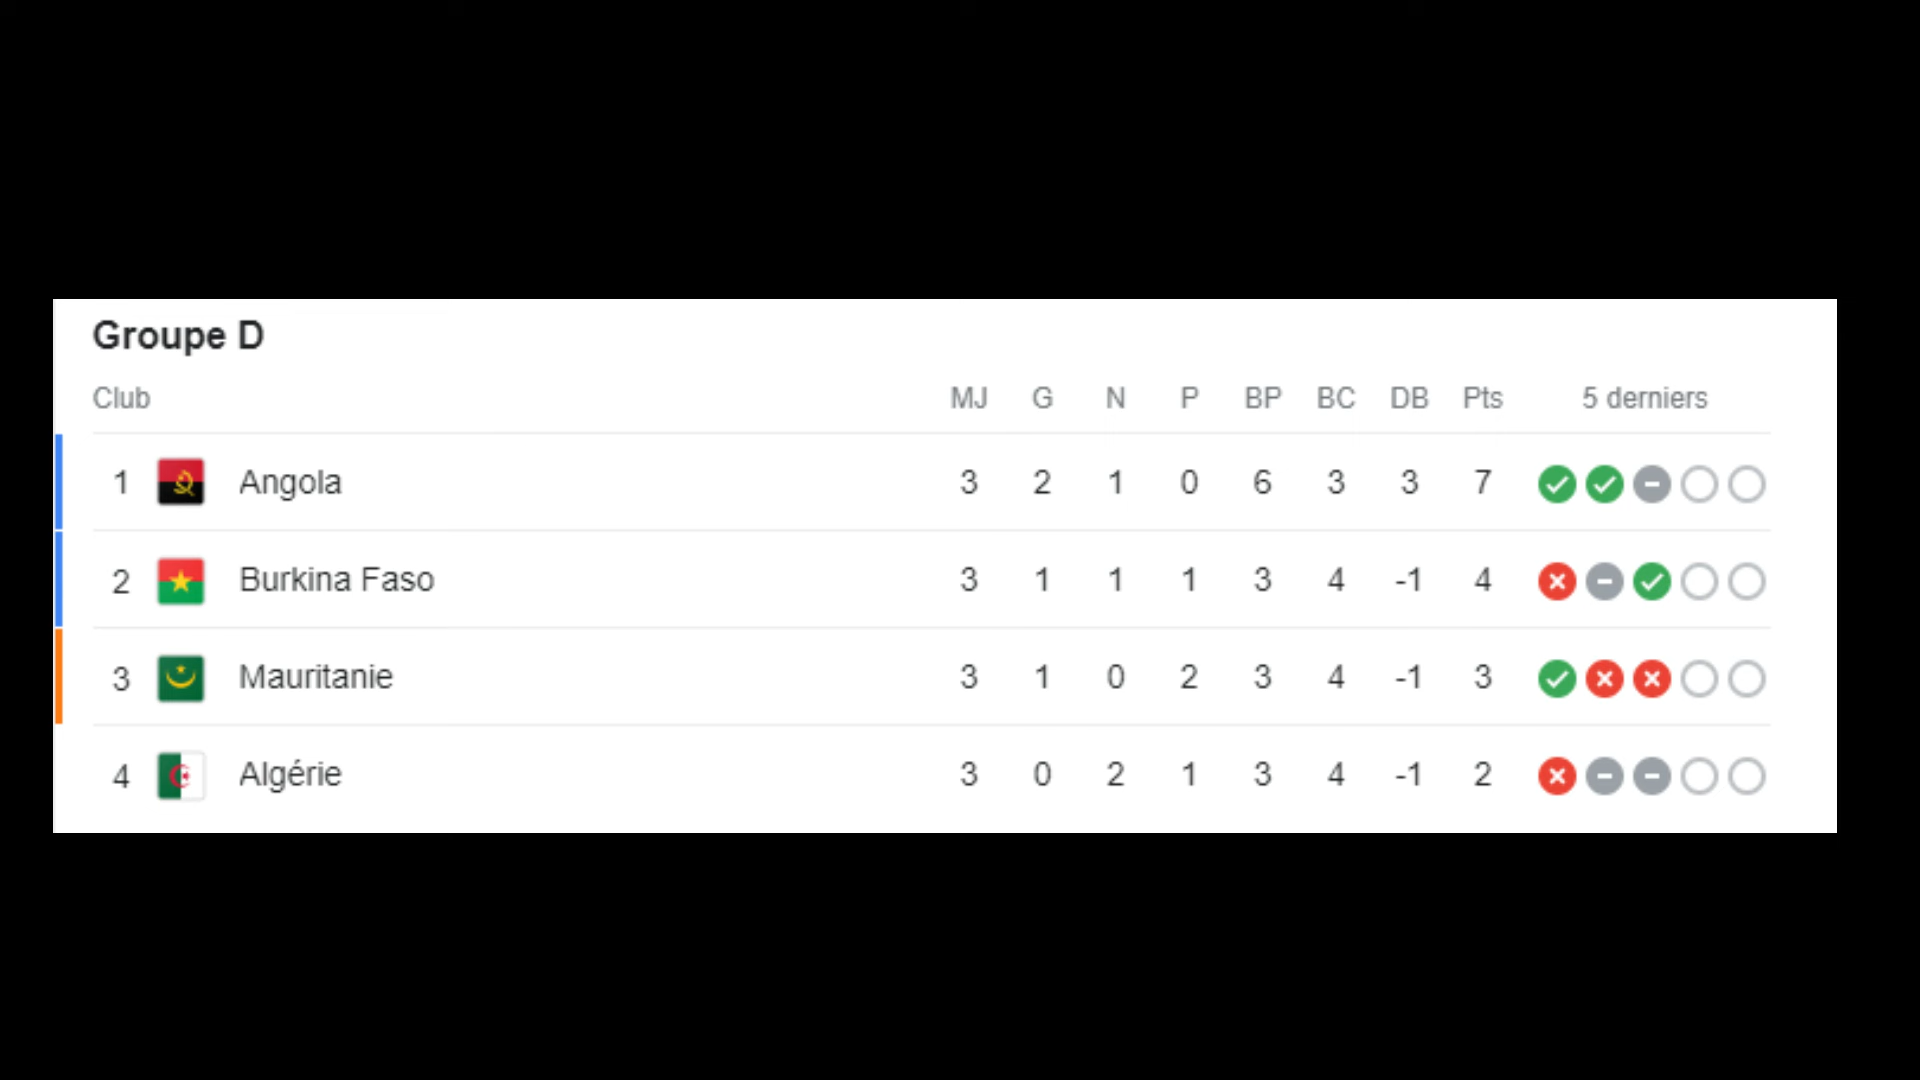 Groupe D
Club MJ G N P BP BC DB Pts 5 derniers
1 Angola 3 2 1 0 6 3 3 7
2 Burkina Faso 3 1 1 1 3 4 -1 4
3 Mauritanie 3 1 0 2 3 4 -1 3
4 Algérie 3 0 2 1 3 4 -1 2